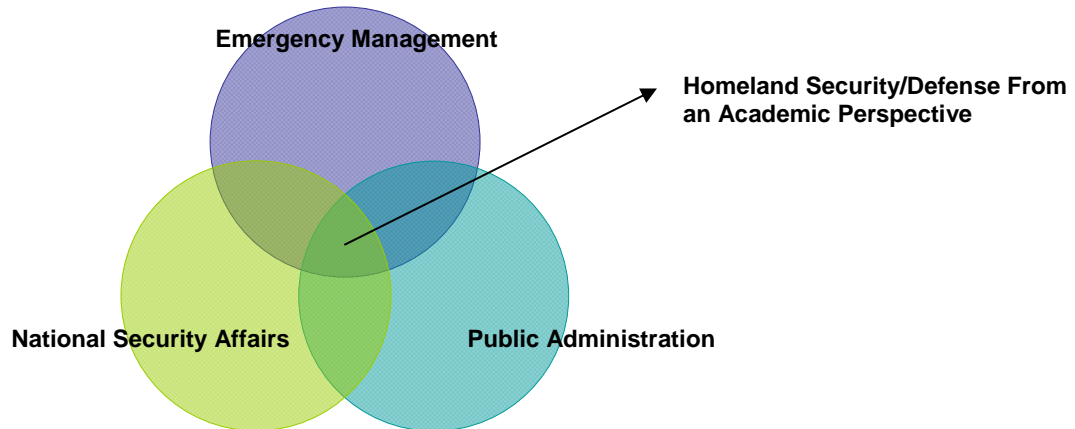 Emergency Management
Homeland Security/Defense From
an Academic Perspective
National Security Affairs
Public Administration